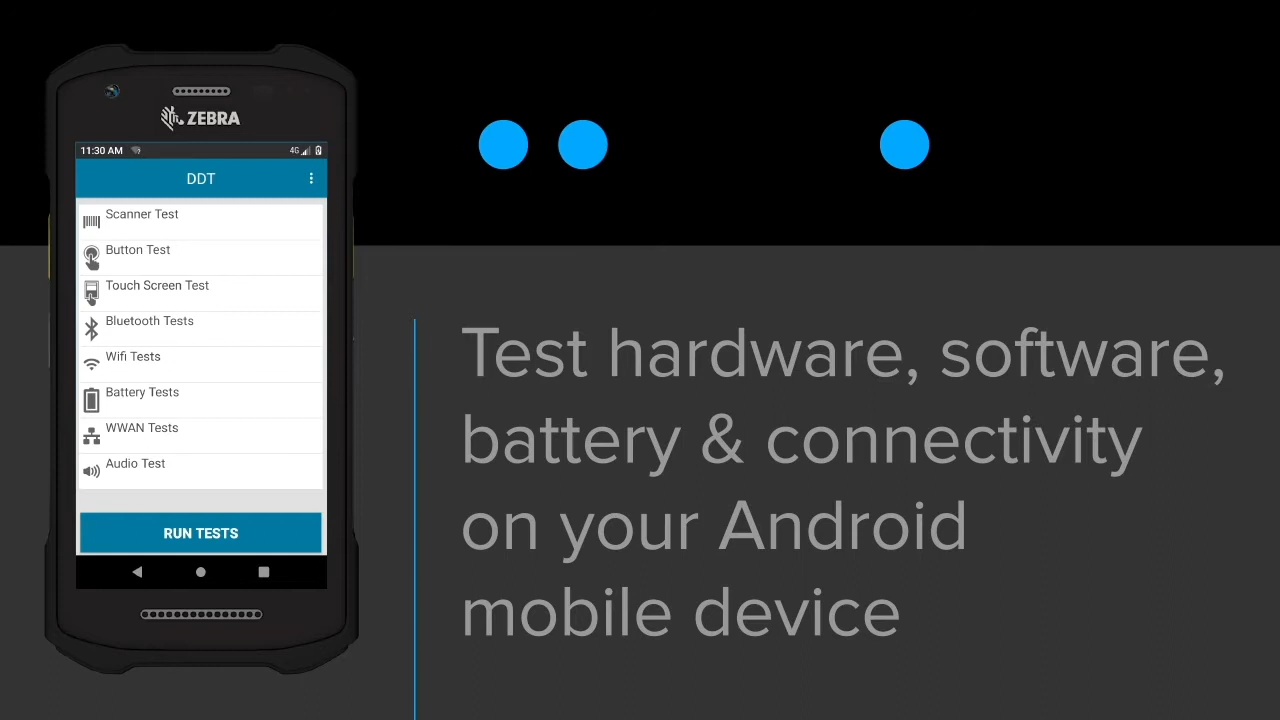 ZEBRA
11:30 AM
4G
DDT
Scanner Test
Button Test
Touch Screen Test
Bluetooth Tests
Wifi Tests
Battery Tests
WWAN Tests
Audio Test
RUN TESTS
Test hardware, software,
battery & connectivity
on your Android
mobile device